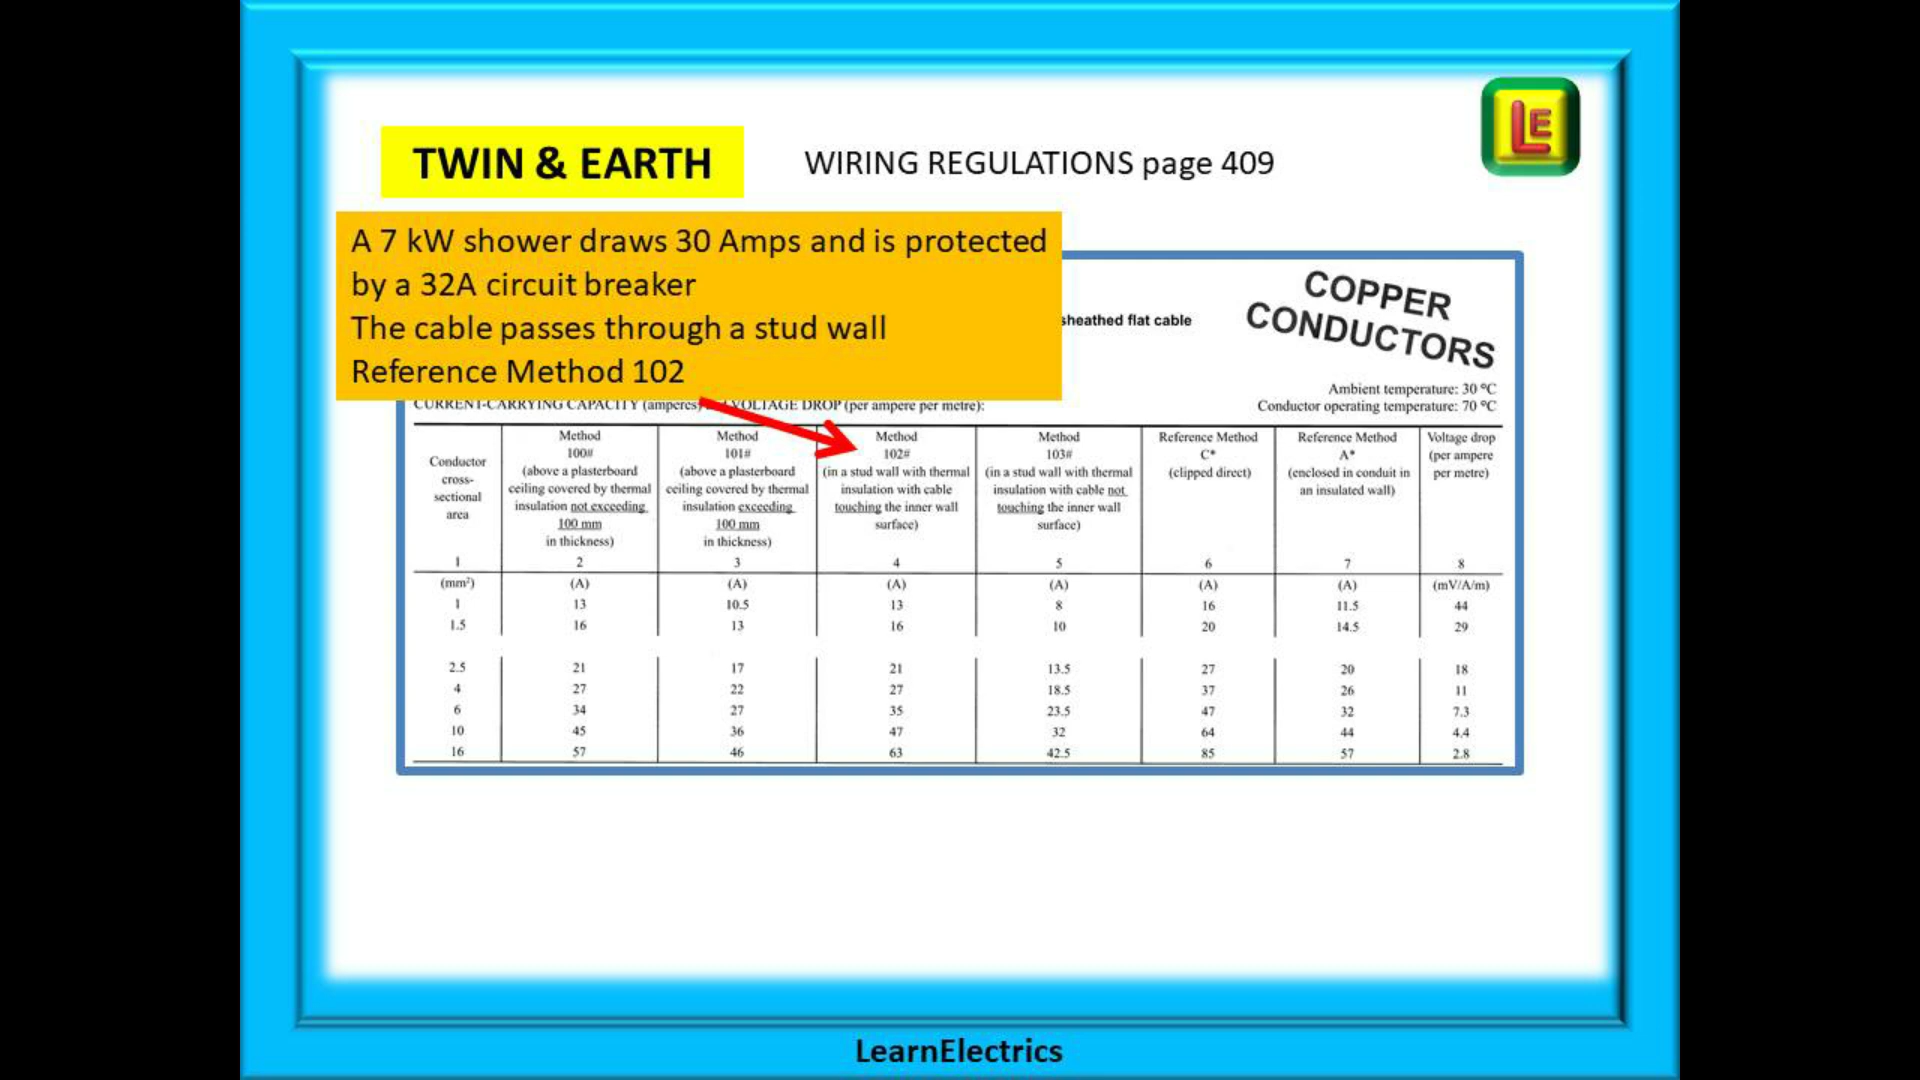 TWIN & EARTH
WIRING REGULATIONS page 409
LE
A 7 kW shower draws 30 Amps and is protected
by a 32A circuit breaker
The cable passes through a stud wall
Reference Method 102
sheathed flat cable
COPPER
CONDUCTORS
Ambient temperature: 30 °C
Conductor operating temperature: 70 °C
CURRENT-CARRYING CAPACITY (amperes) VOLTAGE DROP (per ampere per metre):
Conductor cross-sectional area
Method 100# (above a plasterboard ceiling covered by thermal insulation not exceeding 100 mm in thickness)
Method 101# (above a plasterboard ceiling covered by thermal insulation exceeding 100 mm in thickness)
Method 102# (in a stud wall with thermal insulation with cable touching the inner wall surface)
Method 103# (in a stud wall with thermal insulation with cable not touching the inner wall surface)
Reference Method C* (clipped direct)
Reference Method A* (enclosed in conduit in an insulated wall)
Voltage drop (per ampere per metre)
1 2 3 4 5 6 7 8
(mm²) (A) (A) (A) (A) (A) (A) (mV/A/m)
1 13 10.5 13 8 16 11.5 44
1.5 16 13 16 10 20 14.5 29
2.5 21 17 21 13.5 27 20 18
4 27 22 27 18.5 37 26 11
6 34 27 35 23.5 47 32 7.3
10 45 36 47 32 64 44 4.4
16 57 46 63 42.5 85 57 2.8
LearnElectrics